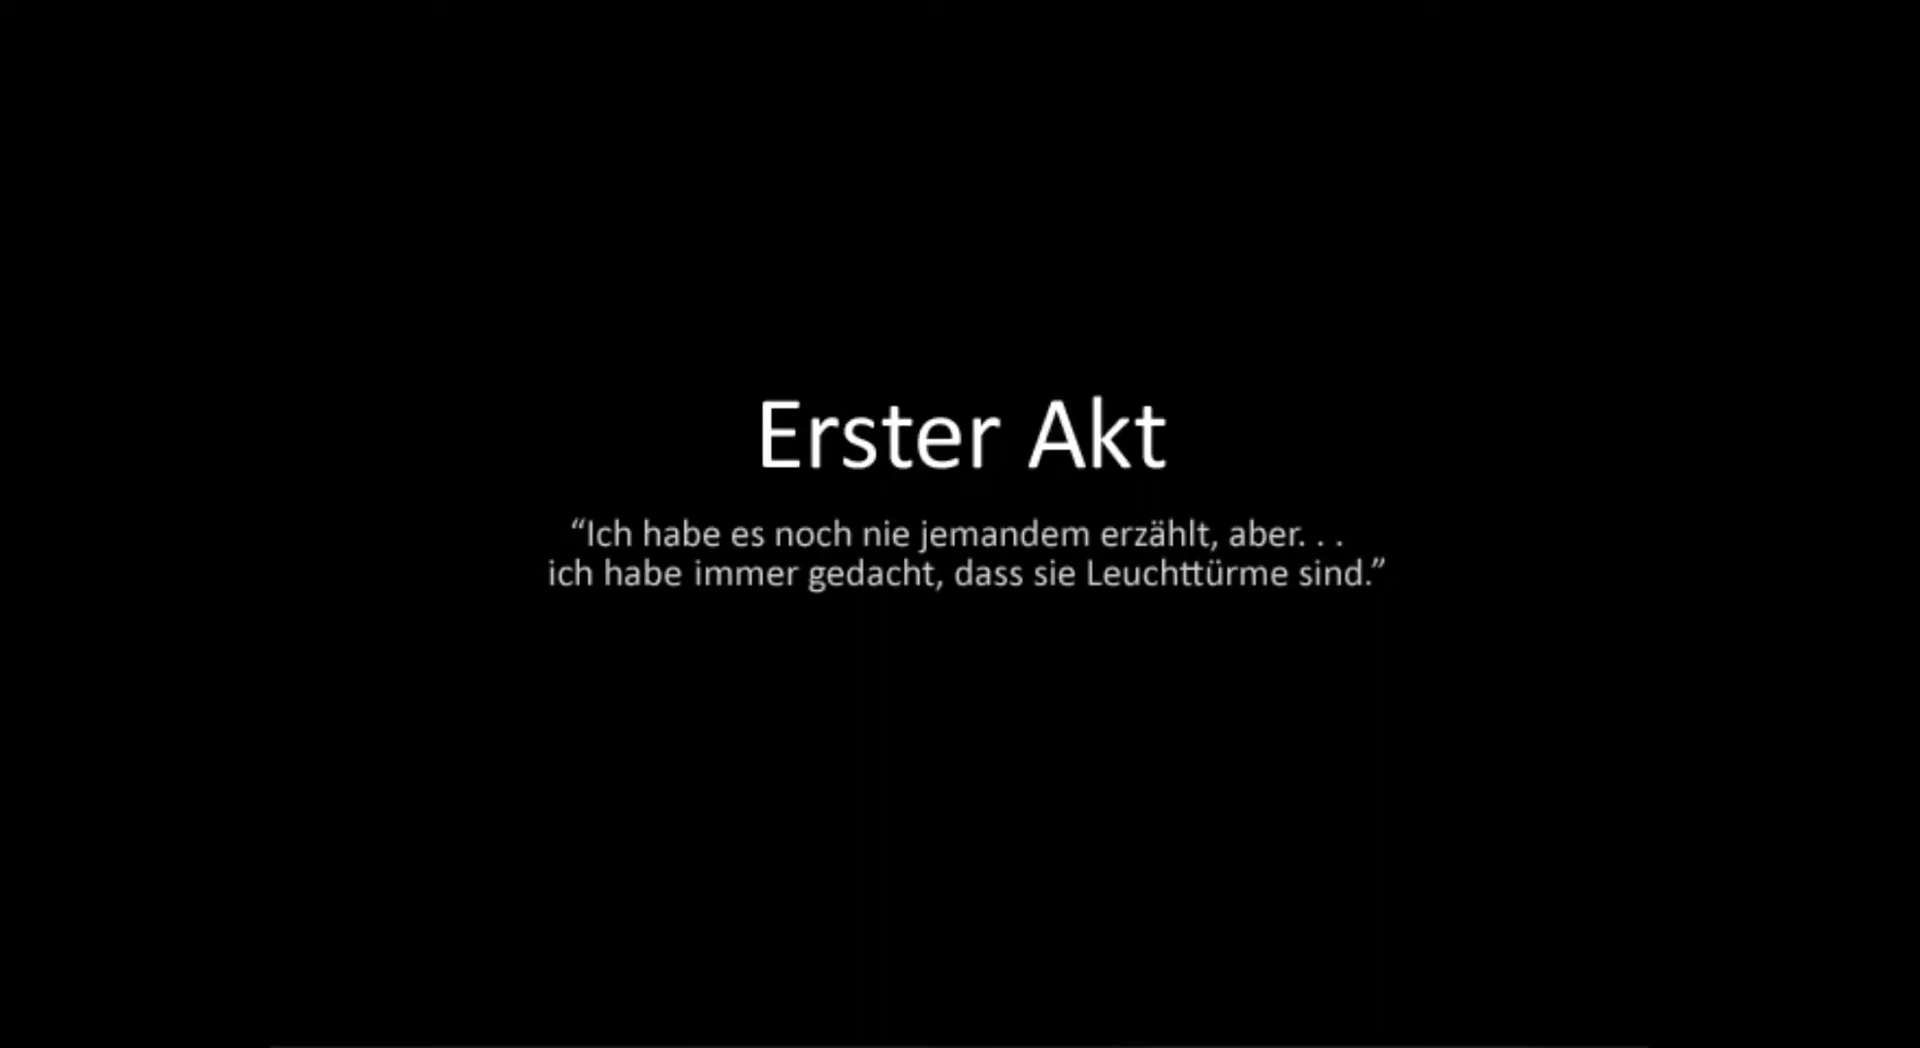 Erster Akt
“Ich habe es noch nie jemandem erzählt, aber. . .
ich habe immer gedacht, dass sie Leuchttürme sind.”